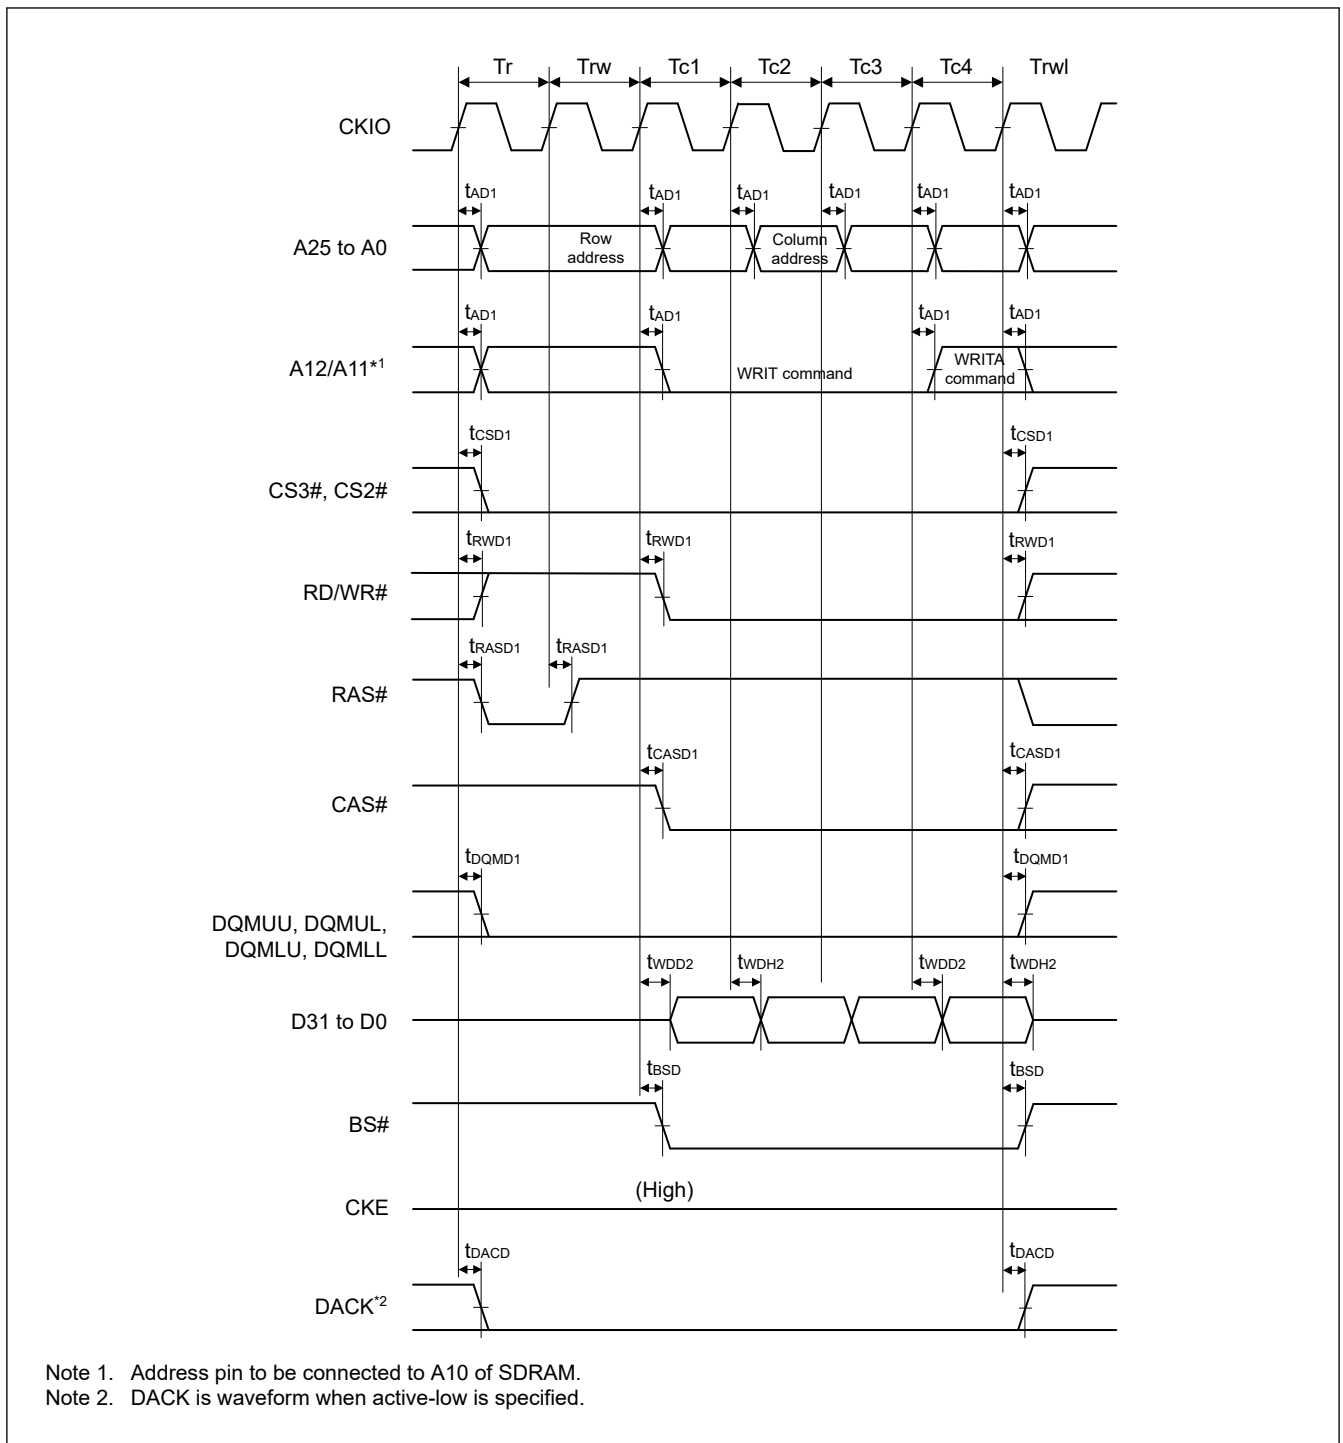 Tr Trw Tc1 Tc2 Tc3 Tc4 Trwl
CKIO
tAD1 tAD1 tAD1 tAD1 tAD1 tAD1
A25 to A0
Row
address
Column
address
tAD1 tAD1 tAD1 tAD1
A12/A11*1
WRIT command
WRITA
command
tCSD1 tCSD1
CS3#, CS2#
tRWD1 tRWD1 tRWD1
RD/WR#
tRASD1 tRASD1
RAS#
tCASD1 tCASD1
CAS#
tDQMD1 tDQMD1
DQMUU, DQMUL,
DQMLU, DQMLL
tWDD2 tWDH2 tWDD2 tWDH2
D31 to D0
tBSD tBSD
BS#
(High)
CKE
tDACD tDACD
DACK*2
Note 1. Address pin to be connected to A10 of SDRAM.
Note 2. DACK is waveform when active-low is specified.